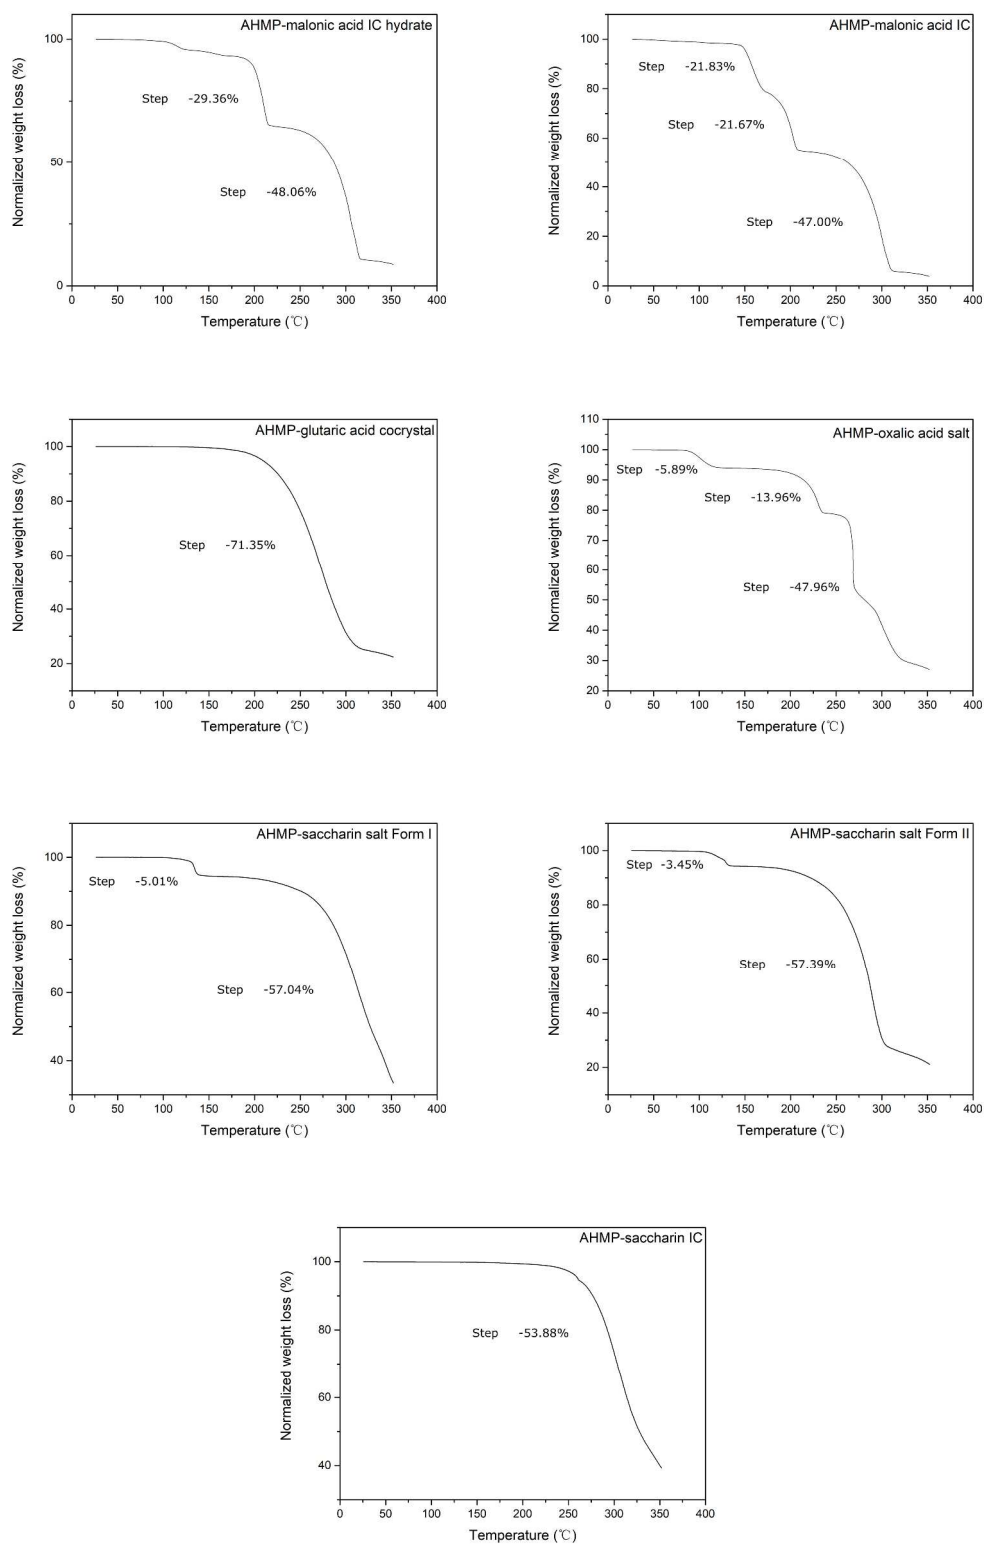 AHMP-malonic acid IC hydrate
100
50
0
Step -29.36%
Step -48.06%
0 50 100 150 200 250 300 350 400
Temperature (℃)
Normalized weight loss (%)
AHMP-malonic acid IC
100
80
60
40
20
0
Step -21.83%
Step -21.67%
Step -47.00%
0 50 100 150 200 250 300 350 400
Temperature (℃)
Normalized weight loss (%)
AHMP-glutaric acid cocrystal
100
80
60
40
20
Step -71.35%
0 50 100 150 200 250 300 350 400
Temperature (℃)
Normalized weight loss (%)
AHMP-oxalic acid salt
110
100
90
80
70
60
50
40
30
20
Step -5.89%
Step -13.96%
Step -47.96%
0 50 100 150 200 250 300 350 400
Temperature (℃)
Normalized weight loss (%)
AHMP-saccharin salt Form I
100
80
60
40
Step -5.01%
Step -57.04%
0 50 100 150 200 250 300 350 400
Temperature (℃)
Normalized weight loss (%)
AHMP-saccharin salt Form II
100
80
60
40
20
Step -3.45%
Step -57.39%
0 50 100 150 200 250 300 350 400
Temperature (℃)
Normalized weight loss (%)
AHMP-saccharin IC
100
80
60
40
Step -53.88%
0 50 100 150 200 250 300 350 400
Temperature (℃)
Normalized weight loss (%)